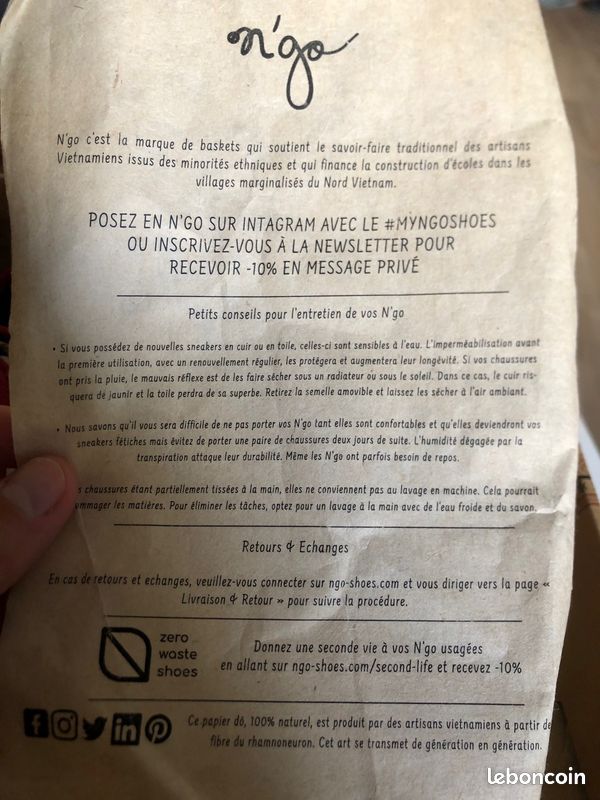 n'go
N'go c'est la marque de baskets qui soutient le savoir-faire traditionnel des artisans
Vietnamiens issus des minorités ethniques et qui finance la construction d'écoles dans les
villages marginalisés du Nord Vietnam.
POSEZ EN N'GO SUR INTAGRAM AVEC LE #MYNGOSHOES
OU INSCRIVEZ-VOUS À LA NEWSLETTER POUR
RECEVOIR -10% EN MESSAGE PRIVÉ
Petits conseils pour l'entretien de vos N'go
• Si vous possédez de nouvelles sneakers en cuir ou en toile, celles-ci sont sensibles à l'eau. L'imperméabilisation avant
la première utilisation, avec un renouvellement régulier, les protégera et augmentera leur longévité. Si vos chaussures
ont pris la pluie, le mauvais réflexe est de les faire sécher sous un radiateur ou sous le soleil. Dans ce cas, le cuir ris-
quera de jaunir et la toile perdra de sa superbe. Retirez la semelle amovible et laissez les sécher à l'air ambiant.
• Nous savons qu'il vous sera difficile de ne pas porter vos N'go tant elles sont confortables et qu'elles deviendront vos
sneakers fétiches mais évitez de porter une paire de chaussures deux jours de suite. L'humidité dégagée par la
transpiration attaque leur durabilité. Même les N'go ont parfois besoin de repos.
s chaussures étant partiellement tissées à la main, elles ne conviennent pas au lavage en machine. Cela pourrait
ommager les matières. Pour éliminer les tâches, optez pour un lavage à la main avec de l'eau froide et du savon.
Retours & Echanges
En cas de retours et echanges, veuillez-vous connecter sur ngo-shoes.com et vous diriger vers la page «
Livraison & Retour » pour suivre la procédure.
zero
waste
shoes
Donnez une seconde vie à vos N'go usagées
en allant sur ngo-shoes.com/second-life et recevez -10%
Ce papier dó, 100% naturel, est produit par des artisans vietnamiens à partir de
fibre du rhamnoneuron. Cet art se transmet de génération en génération.
leboncoin